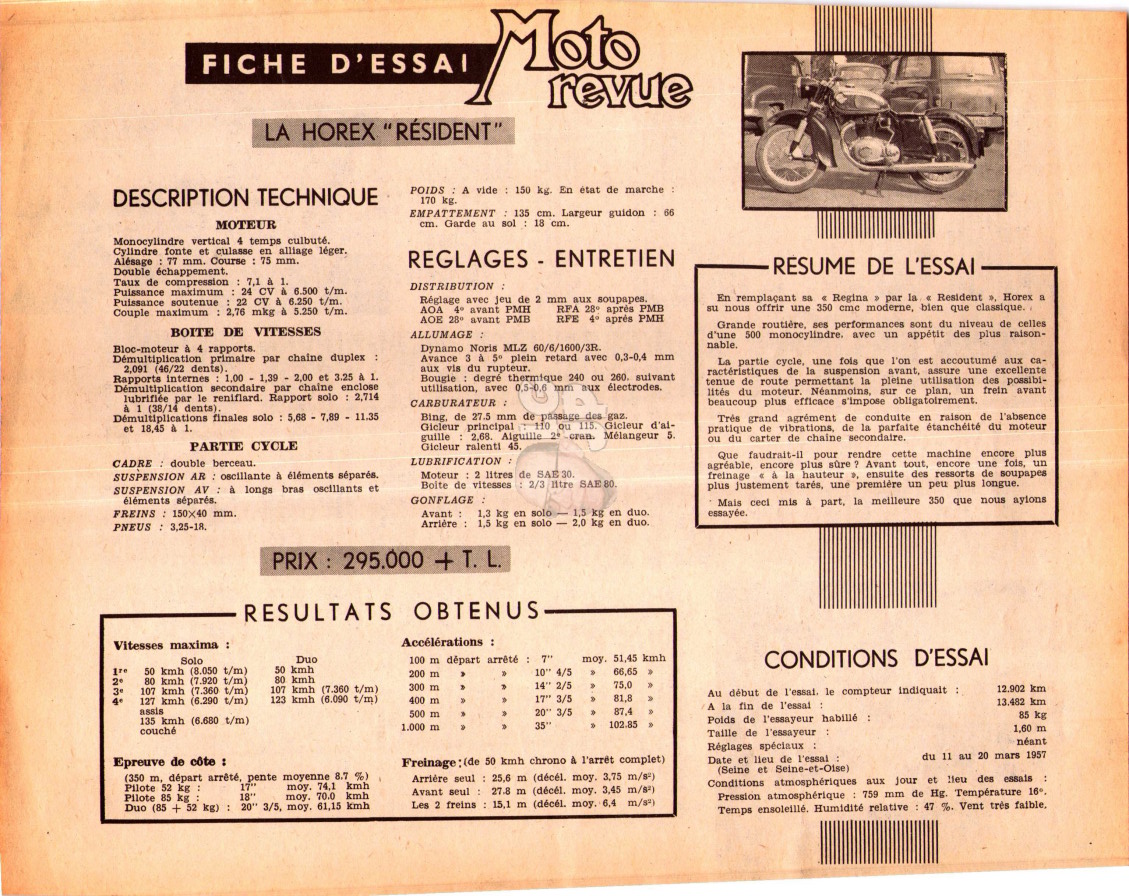 FICHE D'ESSAI
Moto
revue
LA HOREX "RÉSIDENT"
DESCRIPTION TECHNIQUE
MOTEUR
Monocylindre vertical 4 temps culbuté.
Cylindre fonte et culasse en alliage léger.
Alésage : 77 mm. Course : 75 mm.
Double échappement.
Taux de compression : 7,1 à 1.
Puissance maximum : 24 CV à 6.500 t/m.
Puissance soutenue : 22 CV à 6.250 t/m.
Couple maximum : 2,76 mkg à 5.250 t/m.
BOITE DE VITESSES
Bloc-moteur à 4 rapports.
Démultiplication primaire par chaîne duplex :
2,091 (46/22 dents).
Rapports internes : 1,00 - 1,39 - 2,00 et 3.25 à 1.
Démultiplication secondaire par chaîne enclose
lubrifiée par le reniflard. Rapport solo : 2,714
à 1 (38/14 dents).
Démultiplications finales solo : 5,68 - 7,89 - 11.35
et 18,45 à 1.
PARTIE CYCLE
CADRE : double berceau.
SUSPENSION AR : oscillante à éléments séparés.
SUSPENSION AV : à longs bras oscillants et
éléments séparés.
FREINS : 150×40 mm.
PNEUS : 3,25-18.
POIDS : A vide : 150 kg. En état de marche :
170 kg.
EMPATTEMENT : 135 cm. Largeur guidon : 66
cm. Garde au sol : 18 cm.
REGLAGES - ENTRETIEN
DISTRIBUTION :
Réglage avec jeu de 2 mm aux soupapes.
AOA 4° avant PMH RFA 28° après PMB
AOE 28° avant PMB RFE 4° après PMH
ALLUMAGE :
Dynamo Noris MLZ 60/6/1600/3R.
Avance 3 à 5° plein retard avec 0,3-0,4 mm
aux vis du rupteur.
Bougie : degré thermique 240 ou 260. suivant
utilisation, avec 0,5-0,6 mm aux électrodes.
CARBURATEUR :
Bing, de 27.5 mm de passage des gaz.
Gicleur principal : 110 ou 115. Gicleur d'ai-
guille : 2,68. Aiguille 2e cran. Mélangeur 5.
Gicleur ralenti 45.
LUBRIFICATION :
Moteur : 2 litres de SAE 30.
Boîte de vitesses : 2/3 litre SAE 80.
GONFLAGE :
Avant : 1,3 kg en solo — 1,5 kg en duo.
Arrière : 1,5 kg en solo — 2,0 kg en duo.
PRIX : 295.000 + T. L.
RESUME DE L'ESSAI
En remplaçant sa « Regina » par la « Resident », Horex a
su nous offrir une 350 cmc moderne, bien que classique.
Grande routière, ses performances sont du niveau de celles
d'une 500 monocylindre, avec un appétit des plus raison-
nable.
La partie cycle, une fois que l'on est accoutumé aux ca-
ractéristiques de la suspension avant, assure une excellente
tenue de route permettant la pleine utilisation des possibi-
lités du moteur. Néanmoins, sur ce plan, un frein avant
beaucoup plus efficace s'impose obligatoirement.
Très grand agrément de conduite en raison de l'absence
pratique de vibrations, de la parfaite étanchéité du moteur
ou du carter de chaîne secondaire.
Que faudrait-il pour rendre cette machine encore plus
agréable, encore plus sûre ? Avant tout, encore une fois, un
freinage « à la hauteur », ensuite des ressorts de soupapes
plus justement tarés, une première un peu plus longue.
Mais ceci mis à part, la meilleure 350 que nous ayions
essayée.
RESULTATS OBTENUS
Vitesses maxima :
Solo Duo
1re 50 kmh (8.050 t/m) 50 kmh
2e 80 kmh (7.920 t/m) 80 kmh
3e 107 kmh (7.360 t/m) 107 kmh (7.360 t/m)
4e 127 kmh (6.290 t/m) 123 kmh (6.090 t/m)
assis
135 kmh (6.680 t/m)
couché
Epreuve de côte :
(350 m, départ arrêté, pente moyenne 8.7 %)
Pilote 52 kg : 17" moy. 74,1 kmh
Pilote 85 kg : 18" moy. 70.0 kmh
Duo (85 + 52 kg) : 20" 3/5, moy. 61,15 kmh
Accélérations :
100 m départ arrêté : 7" moy. 51,45 kmh
200 m » » 10" 4/5 » 66,65 »
300 m » » 14" 2/5 » 75,0 »
400 m » » 17" 3/5 » 81,8 »
500 m » » 20" 3/5 » 87,4 »
1.000 m » » 35" » 102.85 »
Freinage : (de 50 kmh chrono à l'arrêt complet)
Arrière seul : 25,6 m (décél. moy. 3,75 m/s²)
Avant seul : 27.8 m (décél. moy. 3,45 m/s²)
Les 2 freins : 15,1 m (décél. moy. 6,4 m/s²)
CONDITIONS D'ESSAI
Au début de l'essai, le compteur indiquait : 12.902 km
A la fin de l'essai : 13.482 km
Poids de l'essayeur habillé : 85 kg
Taille de l'essayeur : 1,60 m
Réglages spéciaux : néant
Date et lieu de l'essai : du 11 au 20 mars 1957
(Seine et Seine-et-Oise)
Conditions atmosphériques aux jour et lieu des essais :
Pression atmosphérique : 759 mm de Hg. Température 16°.
Temps ensoleillé. Humidité relative : 47 %. Vent très faible.